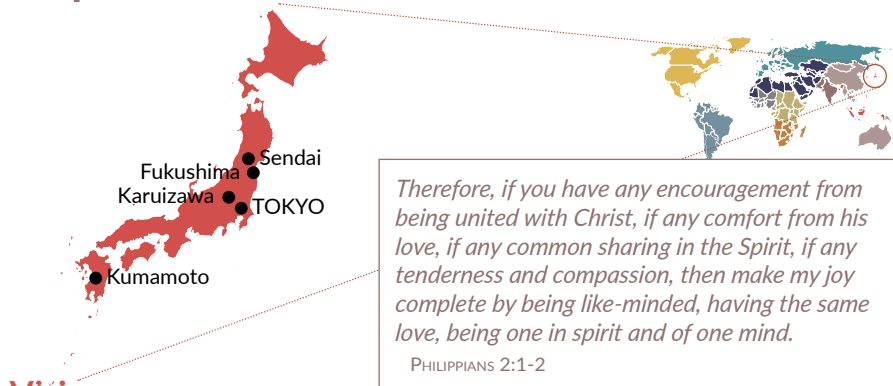 Sendai
Fukushima
Karuizawa
TOKYO
Kumamoto
Therefore, if you have any encouragement from
being united with Christ, if any comfort from his
love, if any common sharing in the Spirit, if any
tenderness and compassion, then make my joy
complete by being like-minded, having the same
love, being one in spirit and of one mind.
Philippians 2:1-2